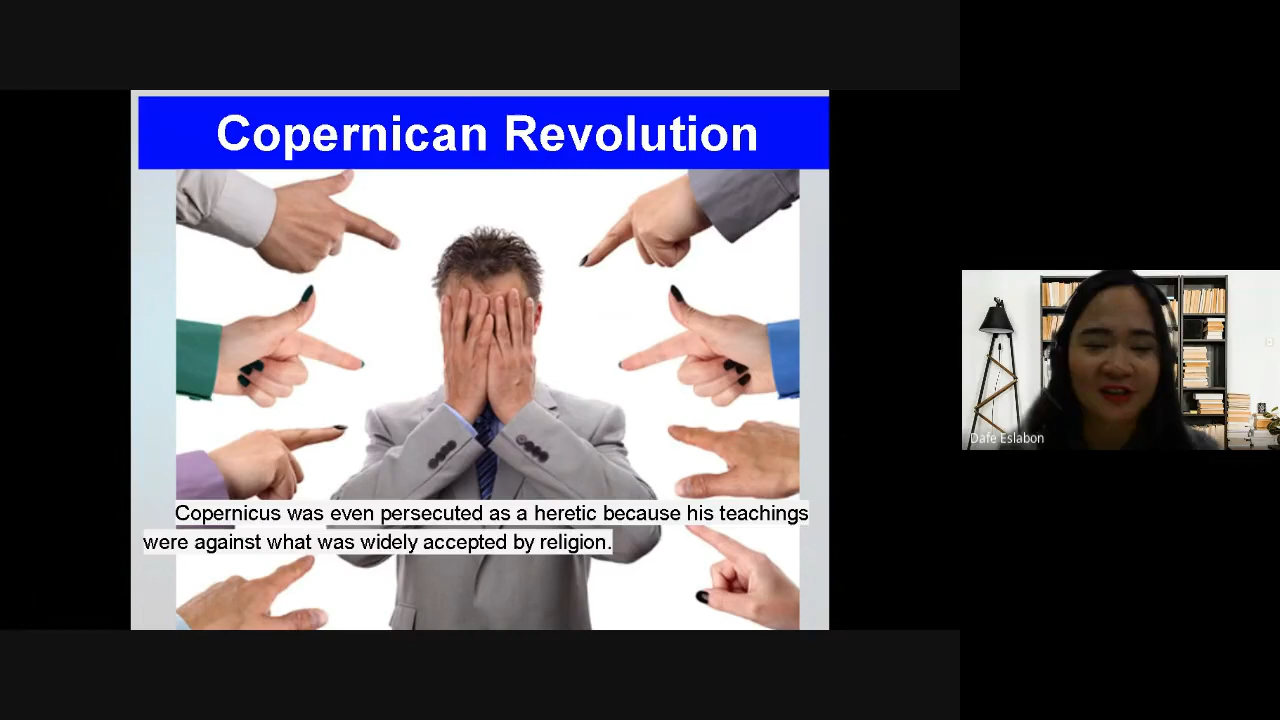 Copernican Revolution
Copernicus was even persecuted as a heretic because his teachings
were against what was widely accepted by religion.
Dafe Eslabon